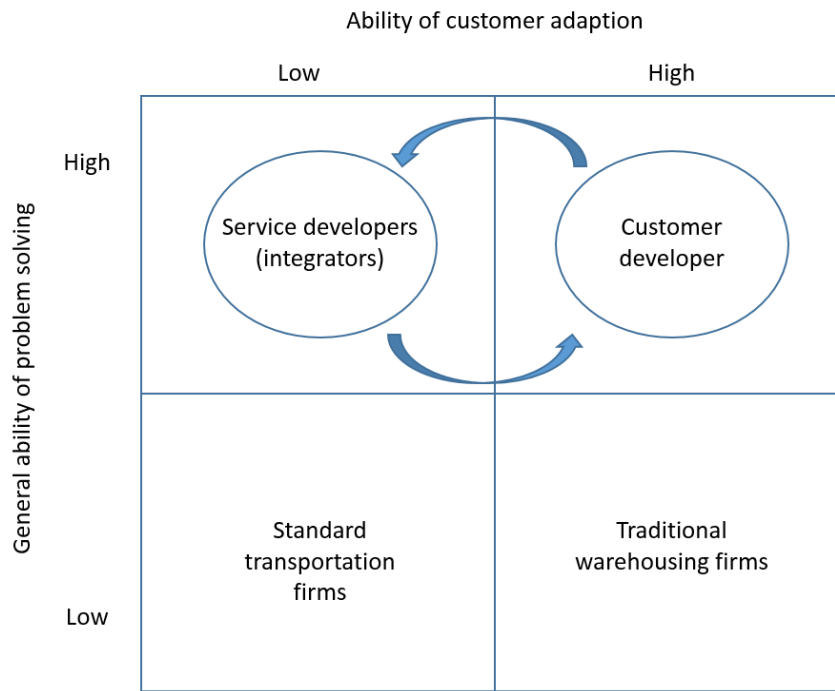 Ability of customer adaption
Low
High
High
General ability of problem solving
Service developers
(integrators)
Customer
developer
Standard
transportation
firms
Traditional
warehousing firms
Low